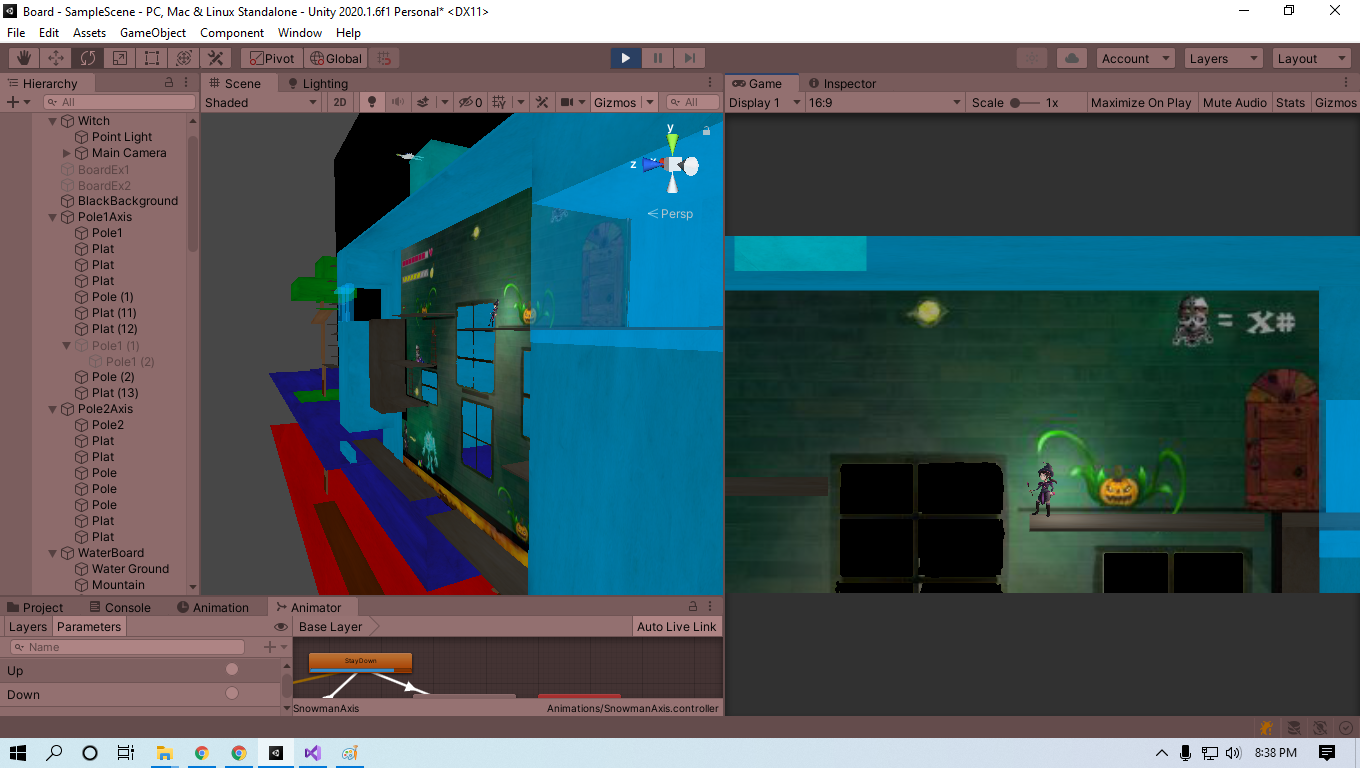 Board - SampleScene - PC, Mac & Linux Standalone - Unity 2020.1.6f1 Personal* <DX11>
File Edit Assets GameObject Component Window Help
Pivot Global Account Layers Layout
Hierarchy Scene Lighting Game Inspector
All Shaded 2D 0 Gizmos All Display 1 16:9 Scale 1x Maximize On Play Mute Audio Stats Gizmos
Witch
Point Light
Main Camera
BoardEx1
BoardEx2
BlackBackground
Pole1Axis
Pole1
Plat
Plat
Plat
Pole (1)
Plat (11)
Plat (12)
Pole1 (1)
Pole1 (2)
Pole (2)
Plat (13)
Pole2Axis
Pole2
Plat
Plat
Pole
Pole
Pole
Plat
Plat
WaterBoard
Water Ground
Mountain
y
z
Persp
= X#
Project Console Animation Animator
Layers Parameters Base Layer Auto Live Link
Name
Up
Down
StayDown
SnowmanAxis Animations/SnowmanAxis.controller
8:38 PM